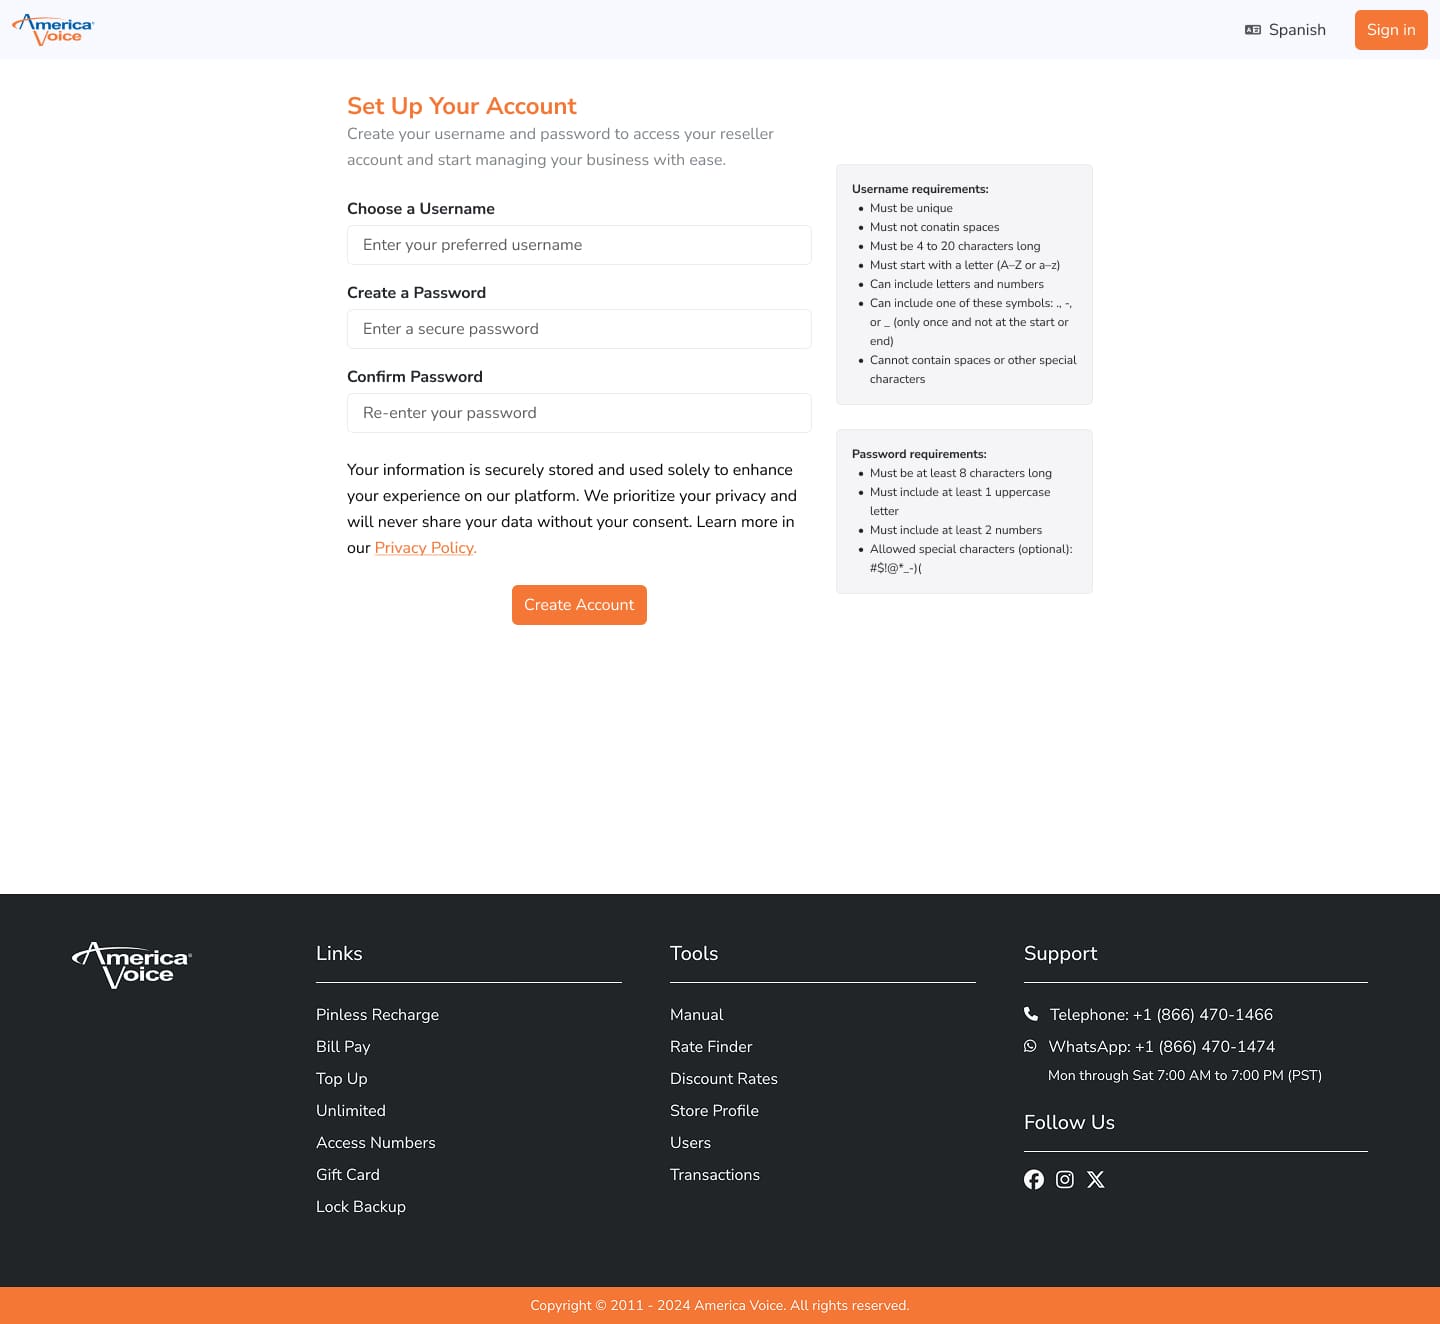 America
Voice
Spanish
Sign in
Set Up Your Account
Create your username and password to access your reseller
account and start managing your business with ease.
Choose a Username
Enter your preferred username
Create a Password
Enter a secure password
Confirm Password
Re-enter your password
Your information is securely stored and used solely to enhance
your experience on our platform. We prioritize your privacy and
will never share your data without your consent. Learn more in
our Privacy Policy.
Create Account
Username requirements:
• Must be unique
• Must not conatin spaces
• Must be 4 to 20 characters long
• Must start with a letter (A–Z or a–z)
• Can include letters and numbers
• Can include one of these symbols: ., -,
or _ (only once and not at the start or
end)
• Cannot contain spaces or other special
characters
Password requirements:
• Must be at least 8 characters long
• Must include at least 1 uppercase
letter
• Must include at least 2 numbers
• Allowed special characters (optional):
#$!@*_-)(
America
Voice
Links
Pinless Recharge
Bill Pay
Top Up
Unlimited
Access Numbers
Gift Card
Lock Backup
Tools
Manual
Rate Finder
Discount Rates
Store Profile
Users
Transactions
Support
Telephone: +1 (866) 470-1466
WhatsApp: +1 (866) 470-1474
Mon through Sat 7:00 AM to 7:00 PM (PST)
Follow Us
Copyright © 2011 - 2024 America Voice. All rights reserved.